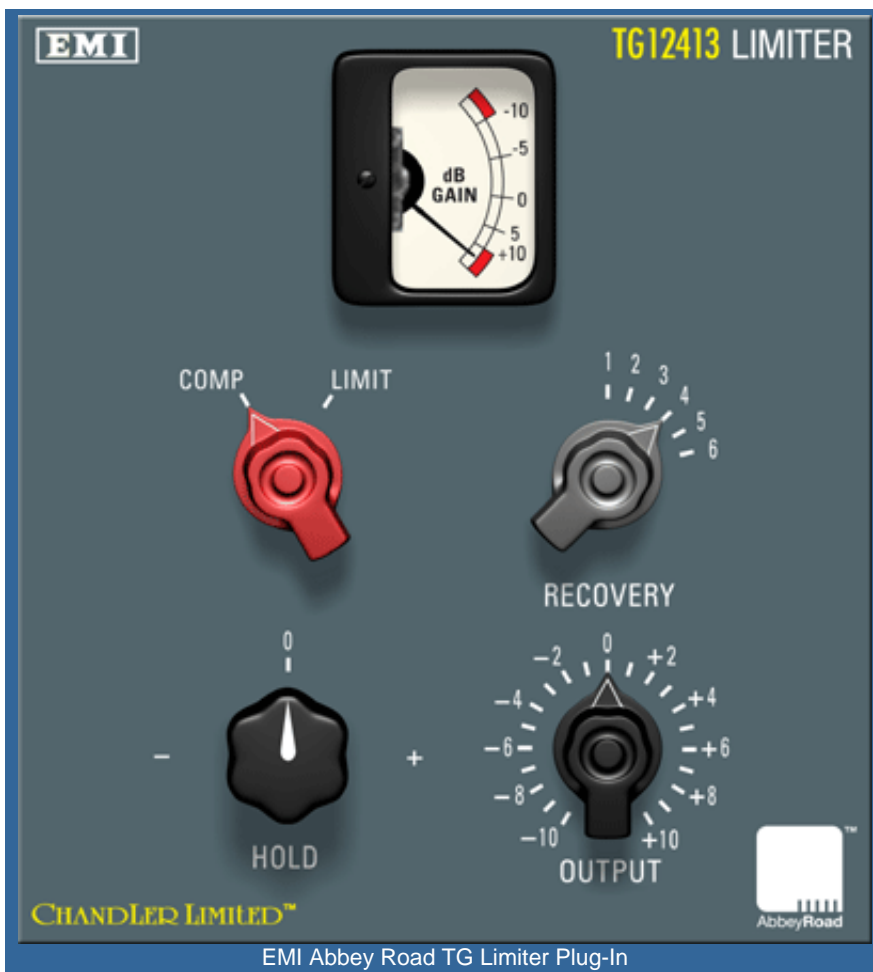 EMI
TG12413 LIMITER
-10
-5
dB
GAIN
0
5
+10
COMP
LIMIT
1
2
3
4
5
6
RECOVERY
0
−
+
HOLD
0
−2
+2
−4
+4
−6
+6
−8
+8
−10
+10
OUTPUT
CHANDLER LIMITED™
™
AbbeyRoad
EMI Abbey Road TG Limiter Plug-In